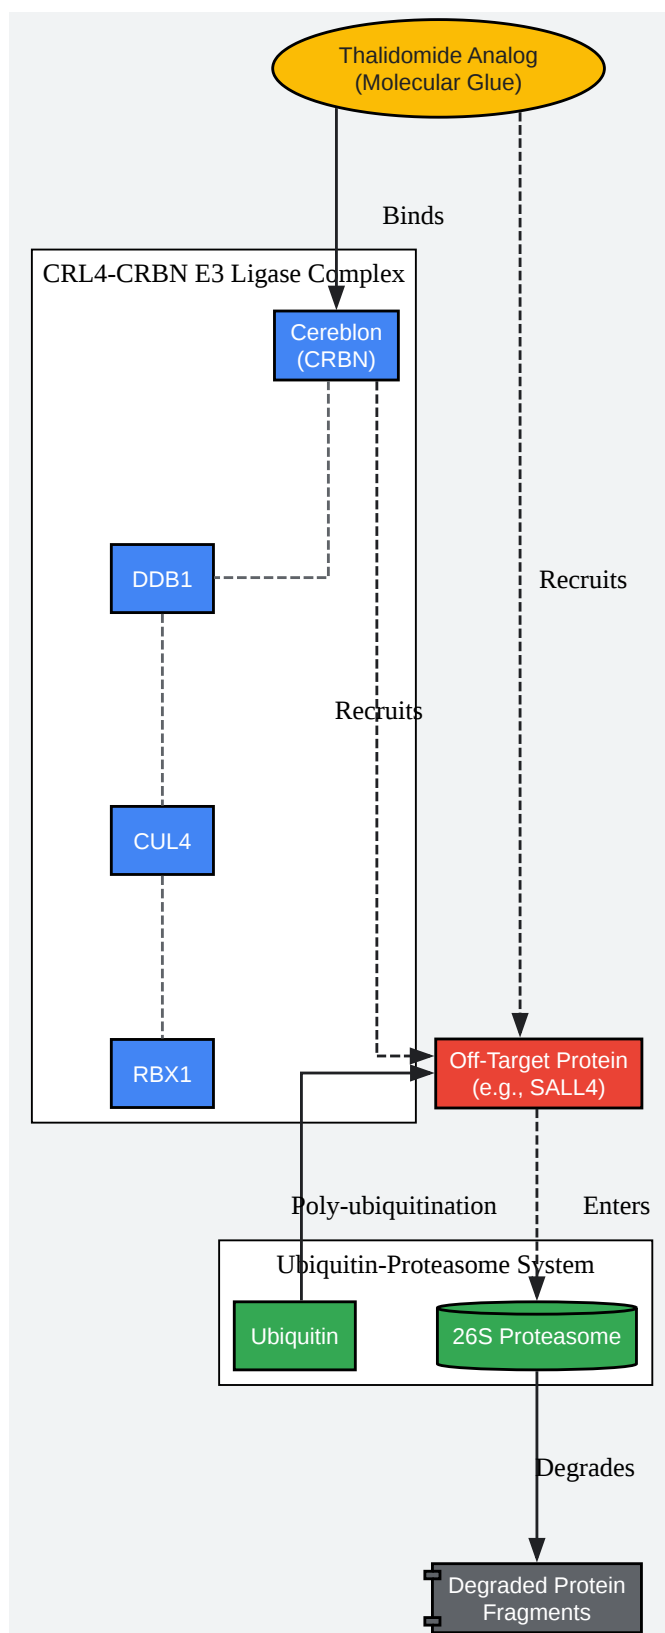 Thalidomide Analog
(Molecular Glue)
Binds
CRL4-CRBN E3 Ligase Complex
Cereblon
(CRBN)
DDB1
Recruits
Recruits
CUL4
RBX1
Off-Target Protein
(e.g., SALL4)
Poly-ubiquitination
Enters
Ubiquitin-Proteasome System
Ubiquitin
26S Proteasome
Degrades
Degraded Protein
Fragments